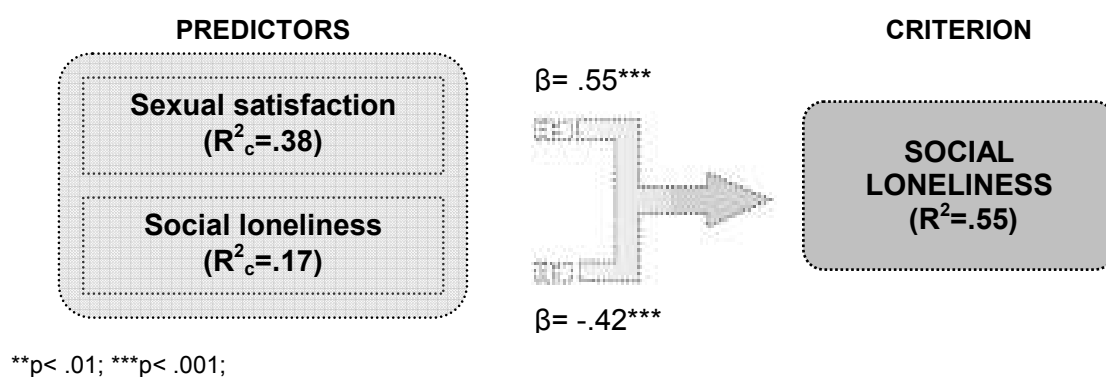 PREDICTORS
Sexual satisfaction
(R²c=.38)
Social loneliness
(R²c=.17)
β= .55***
β= -.42***
CRITERION
SOCIAL
LONELINESS
(R²=.55)
**p< .01; ***p< .001;